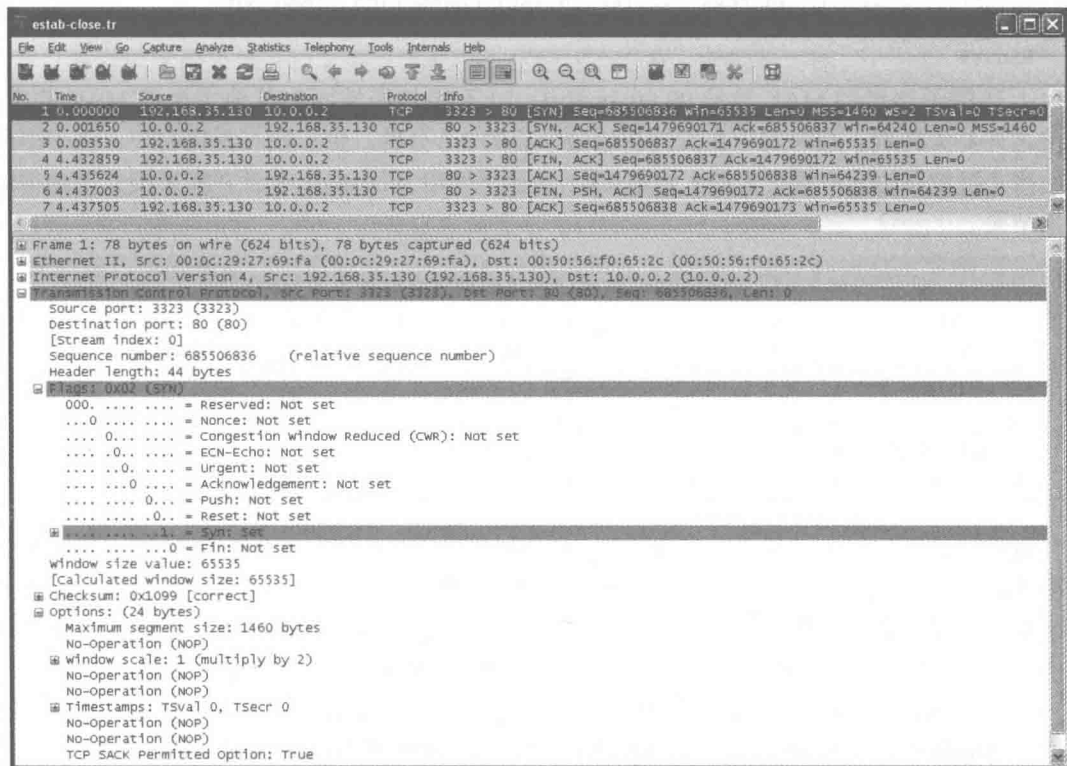 estab-close.tr
File Edit View Go Capture Analyze Statistics Telephony Tools Internals Help
No. Time Source Destination Protocol Info
1 0.000000 192.168.35.130 10.0.0.2 TCP 3323 > 80 [SYN] Seq=685506836 Win=65535 Len=0 MSS=1460 WS=2 TSval=0 TSecr=0
2 0.001650 10.0.0.2 192.168.35.130 TCP 80 > 3323 [SYN, ACK] Seq=1479690171 Ack=685506837 Win=64240 Len=0 MSS=1460
3 0.003530 192.168.35.130 10.0.0.2 TCP 3323 > 80 [ACK] Seq=685506837 Ack=1479690172 Win=65535 Len=0
4 4.432859 192.168.35.130 10.0.0.2 TCP 3323 > 80 [FIN, ACK] Seq=685506837 Ack=1479690172 Win=65535 Len=0
5 4.435624 10.0.0.2 192.168.35.130 TCP 80 > 3323 [ACK] Seq=1479690172 Ack=685506838 Win=64239 Len=0
6 4.437003 10.0.0.2 192.168.35.130 TCP 80 > 3323 [FIN, PSH, ACK] Seq=1479690172 Ack=685506838 Win=64239 Len=0
7 4.437505 192.168.35.130 10.0.0.2 TCP 3323 > 80 [ACK] Seq=685506838 Ack=1479690173 Win=65535 Len=0
Frame 1: 78 bytes on wire (624 bits), 78 bytes captured (624 bits)
Ethernet II, Src: 00:0c:29:27:69:fa (00:0c:29:27:69:fa), Dst: 00:50:56:f0:65:2c (00:50:56:f0:65:2c)
Internet Protocol Version 4, Src: 192.168.35.130 (192.168.35.130), Dst: 10.0.0.2 (10.0.0.2)
Transmission Control Protocol, Src Port: 3323 (3323), Dst Port: 80 (80), Seq: 685506836, Len: 0
Source port: 3323 (3323)
Destination port: 80 (80)
[Stream index: 0]
Sequence number: 685506836 (relative sequence number)
Header length: 44 bytes
Flags: 0x02 (SYN)
000. .... .... = Reserved: Not set
...0 .... .... = Nonce: Not set
.... 0... .... = Congestion Window Reduced (CWR): Not set
.... .0.. .... = ECN-Echo: Not set
.... ..0. .... = Urgent: Not set
.... ...0 .... = Acknowledgement: Not set
.... .... 0... = Push: Not set
.... .... .0.. = Reset: Not set
.... .... ..1. = Syn: Set
.... .... ...0 = Fin: Not set
Window size value: 65535
[Calculated window size: 65535]
Checksum: 0x1099 [correct]
Options: (24 bytes)
Maximum segment size: 1460 bytes
No-Operation (NOP)
Window scale: 1 (multiply by 2)
No-Operation (NOP)
No-Operation (NOP)
Timestamps: TSval 0, TSecr 0
No-Operation (NOP)
No-Operation (NOP)
TCP SACK Permitted Option: True